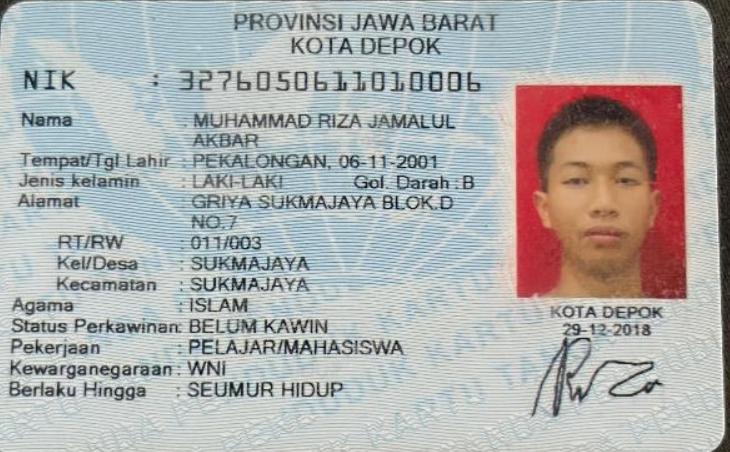 PROVINSI JAWA BARAT
KOTA DEPOK
NIK : 3276050611010006
Nama : MUHAMMAD RIZA JAMALUL
AKBAR
Tempat/Tgl Lahir : PEKALONGAN, 06-11-2001
Jenis kelamin : LAKI-LAKI Gol. Darah : B
Alamat : GRIYA SUKMAJAYA BLOK.D
NO.7
RT/RW : 011/003
Kel/Desa : SUKMAJAYA
Kecamatan : SUKMAJAYA
Agama : ISLAM
Status Perkawinan: BELUM KAWIN
Pekerjaan : PELAJAR/MAHASISWA
Kewarganegaraan: WNI
Berlaku Hingga : SEUMUR HIDUP
KOTA DEPOK
29-12-2018